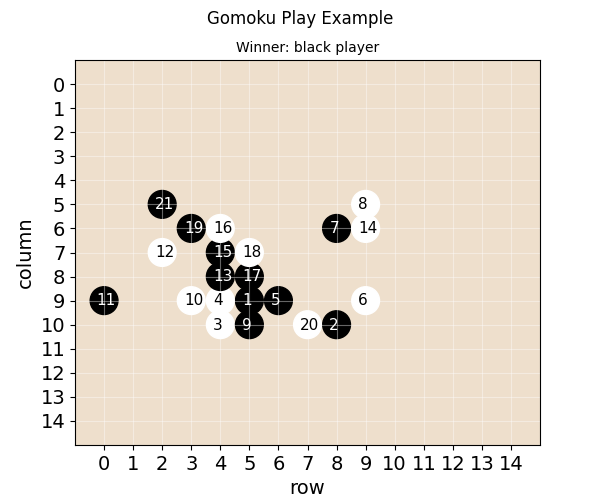 Gomoku Play Example
Winner: black player
0
1
2
3
4
5 21 8
6 19 16 7 14
7 12 15 18
8 13 17
9 11 10 4 1 5 6
10 3 9 20 2
11
12
13
14
column
0 1 2 3 4 5 6 7 8 9 10 11 12 13 14
row